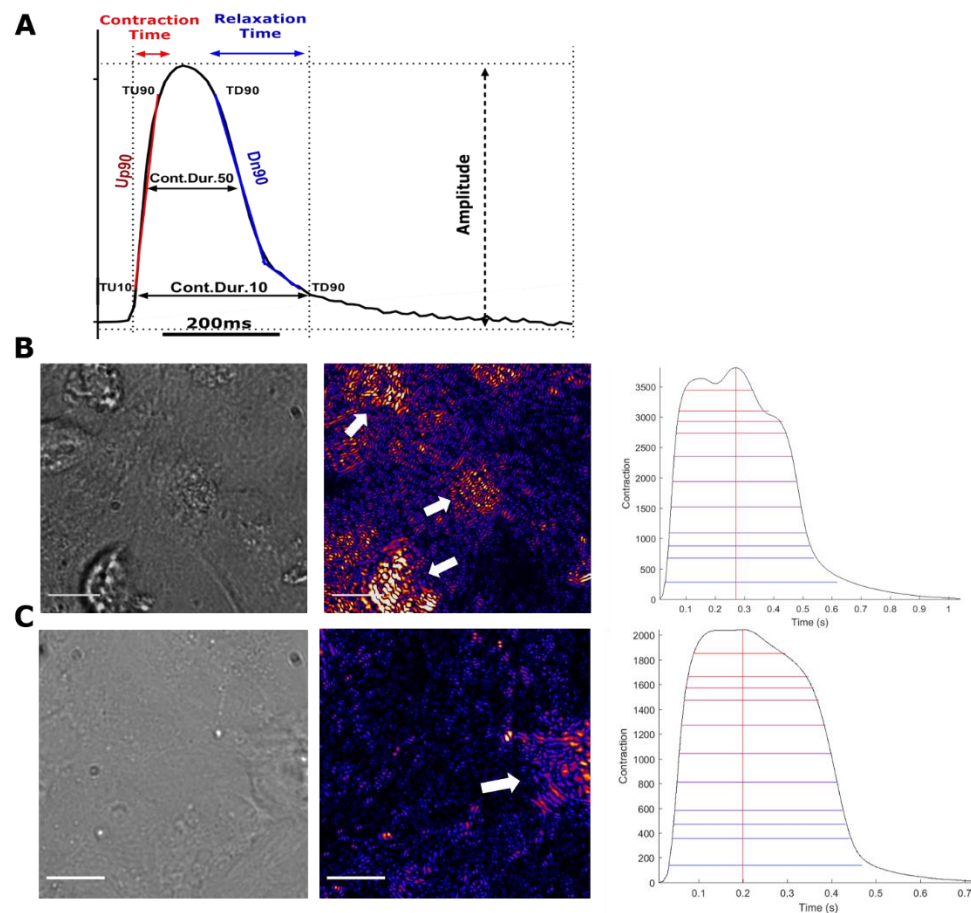 A
Contraction Time
Relaxation Time
TU90
TD90
Up90
Dn90
Cont.Dur.50
Amplitude
TU10
Cont.Dur.10
TD90
200ms
B
3500
3000
2500
2000
1500
1000
500
0
Contraction
0.1 0.2 0.3 0.4 0.5 0.6 0.7 0.8 0.9 1
Time (s)
C
2000
1800
1600
1400
1200
1000
800
600
400
200
0
Contraction
0.1 0.2 0.3 0.4 0.5 0.6 0.7
Time (s)